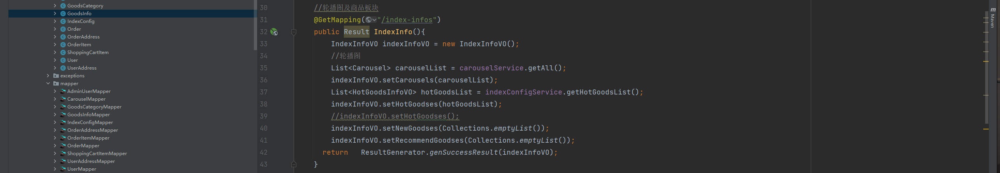 GoodsCategory
GoodsInfo
IndexConfig
Order
OrderAddress
OrderItem
ShoppingCartItem
User
UserAddress
exceptions
mapper
AdminUserMapper
CarouselMapper
GoodsCategoryMapper
GoodsInfoMapper
IndexConfigMapper
OrderAddressMapper
OrderItemMapper
OrderMapper
ShoppingCartItemMapper
UserAddressMapper
UserMapper
30 //轮播图及商品板块
31 @GetMapping("/index-infos")
32 public Result IndexInfo(){
33 IndexInfoVO indexInfoVO = new IndexInfoVO();
34 //轮播图
35 List<Carousel> carouselList = carouselService.getAll();
36 indexInfoVO.setCarousels(carouselList);
37 List<HotGoodsInfoVO> hotGoodsList = indexConfigService.getHotGoodsList();
38 indexInfoVO.setHotGoodses(hotGoodsList);
39 //indexInfoVO.setHotGoodses();
40 indexInfoVO.setNewGoodses(Collections.emptyList());
41 indexInfoVO.setRecommendGoodses(Collections.emptyList());
42 return ResultGenerator.genSuccessResult(indexInfoVO);
43 }
m
Maven